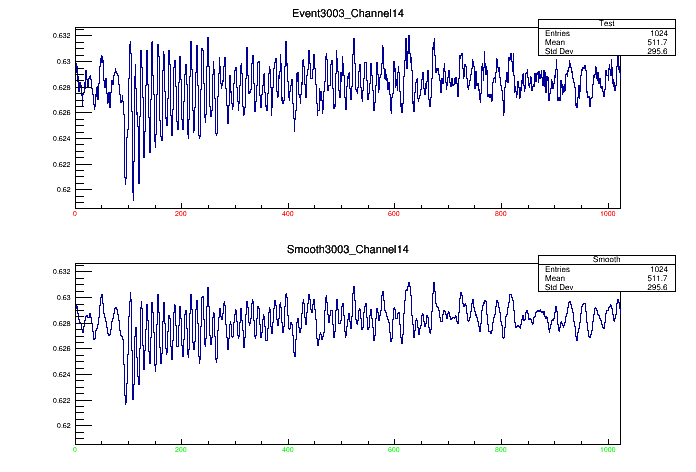 Event3003_Channel14
Test
Entries 1024
Mean 511.7
Std Dev 295.6
0.632
0.63
0.628
0.626
0.624
0.622
0.62
0 200 400 600 800 1000
Smooth3003_Channel14
Smooth
Entries 1024
Mean 511.7
Std Dev 295.6
0.632
0.63
0.628
0.626
0.624
0.622
0.62
0 200 400 600 800 1000